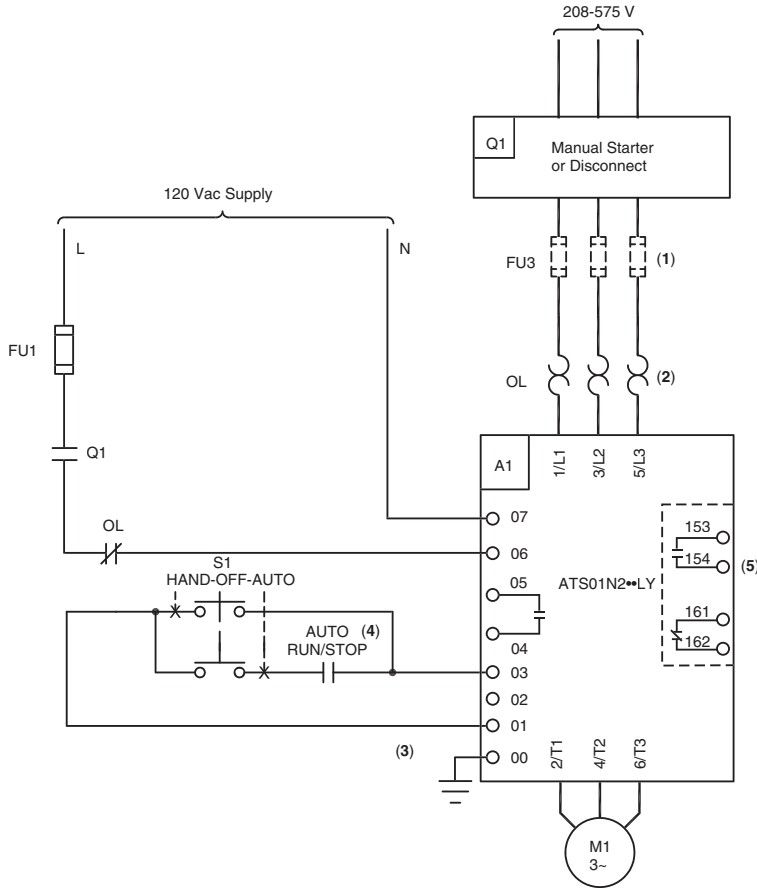 208-575 V
Q1
Manual Starter
or Disconnect
120 Vac Supply
L
N
FU3
(1)
FU1
OL
(2)
Q1
A1
1/L1
3/L2
5/L3
OL
07
06
153
154
(5)
ATS01N2••LY
S1
HAND-OFF-AUTO
05
AUTO (4)
RUN/STOP
04
161
162
03
02
01
(3)
00
2/T1
4/T2
6/T3
M1
3~